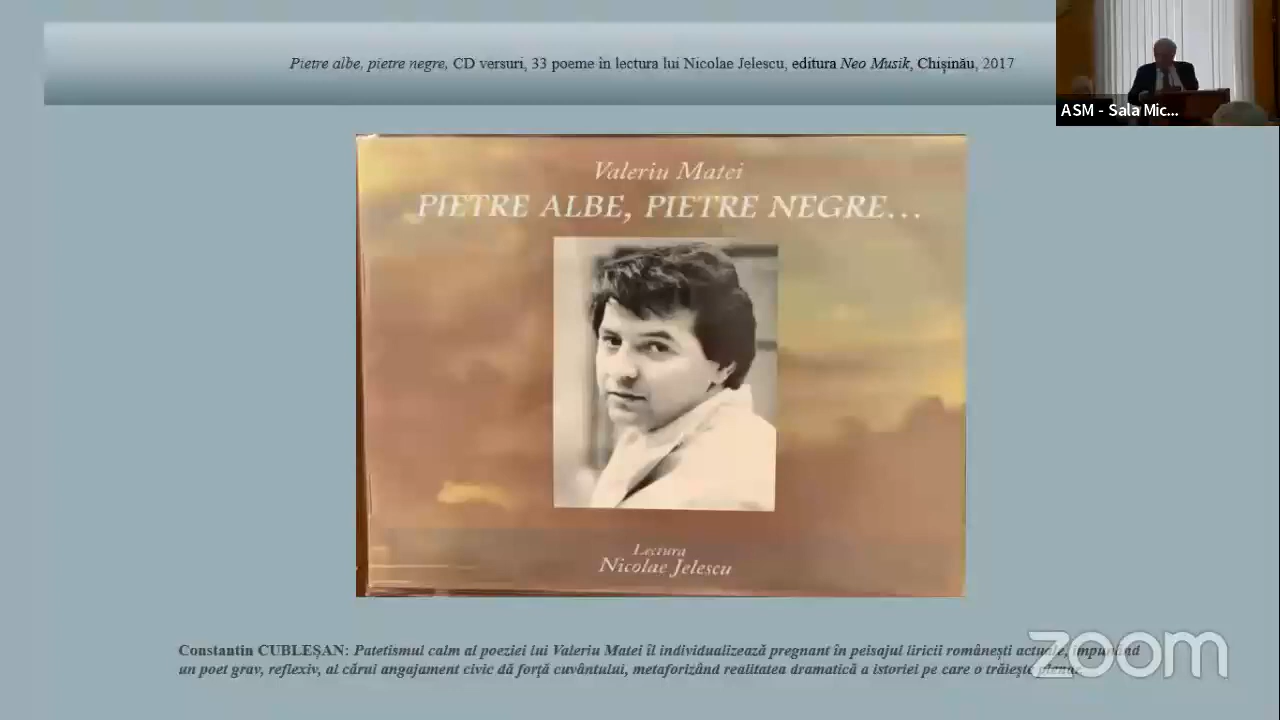 Pietre albe, pietre negre, CD versuri, 33 poeme în lectura lui Nicolae Jelescu, editura Neo Musik, Chișinău, 2017
ASM - Sala Mic...
Valeriu Matei
PIETRE ALBE, PIETRE NEGRE...
Lectura
Nicolae Jelescu
Constantin CUBLEȘAN: Patetismul calm al poeziei lui Valeriu Matei îl individualizează pregnant în peisajul liricii românești actuale, impunând
un poet grav, reflexiv, al cărui angajament civic dă forță cuvântului, metaforizând realitatea dramatică a istoriei pe care o trăiește
zoom